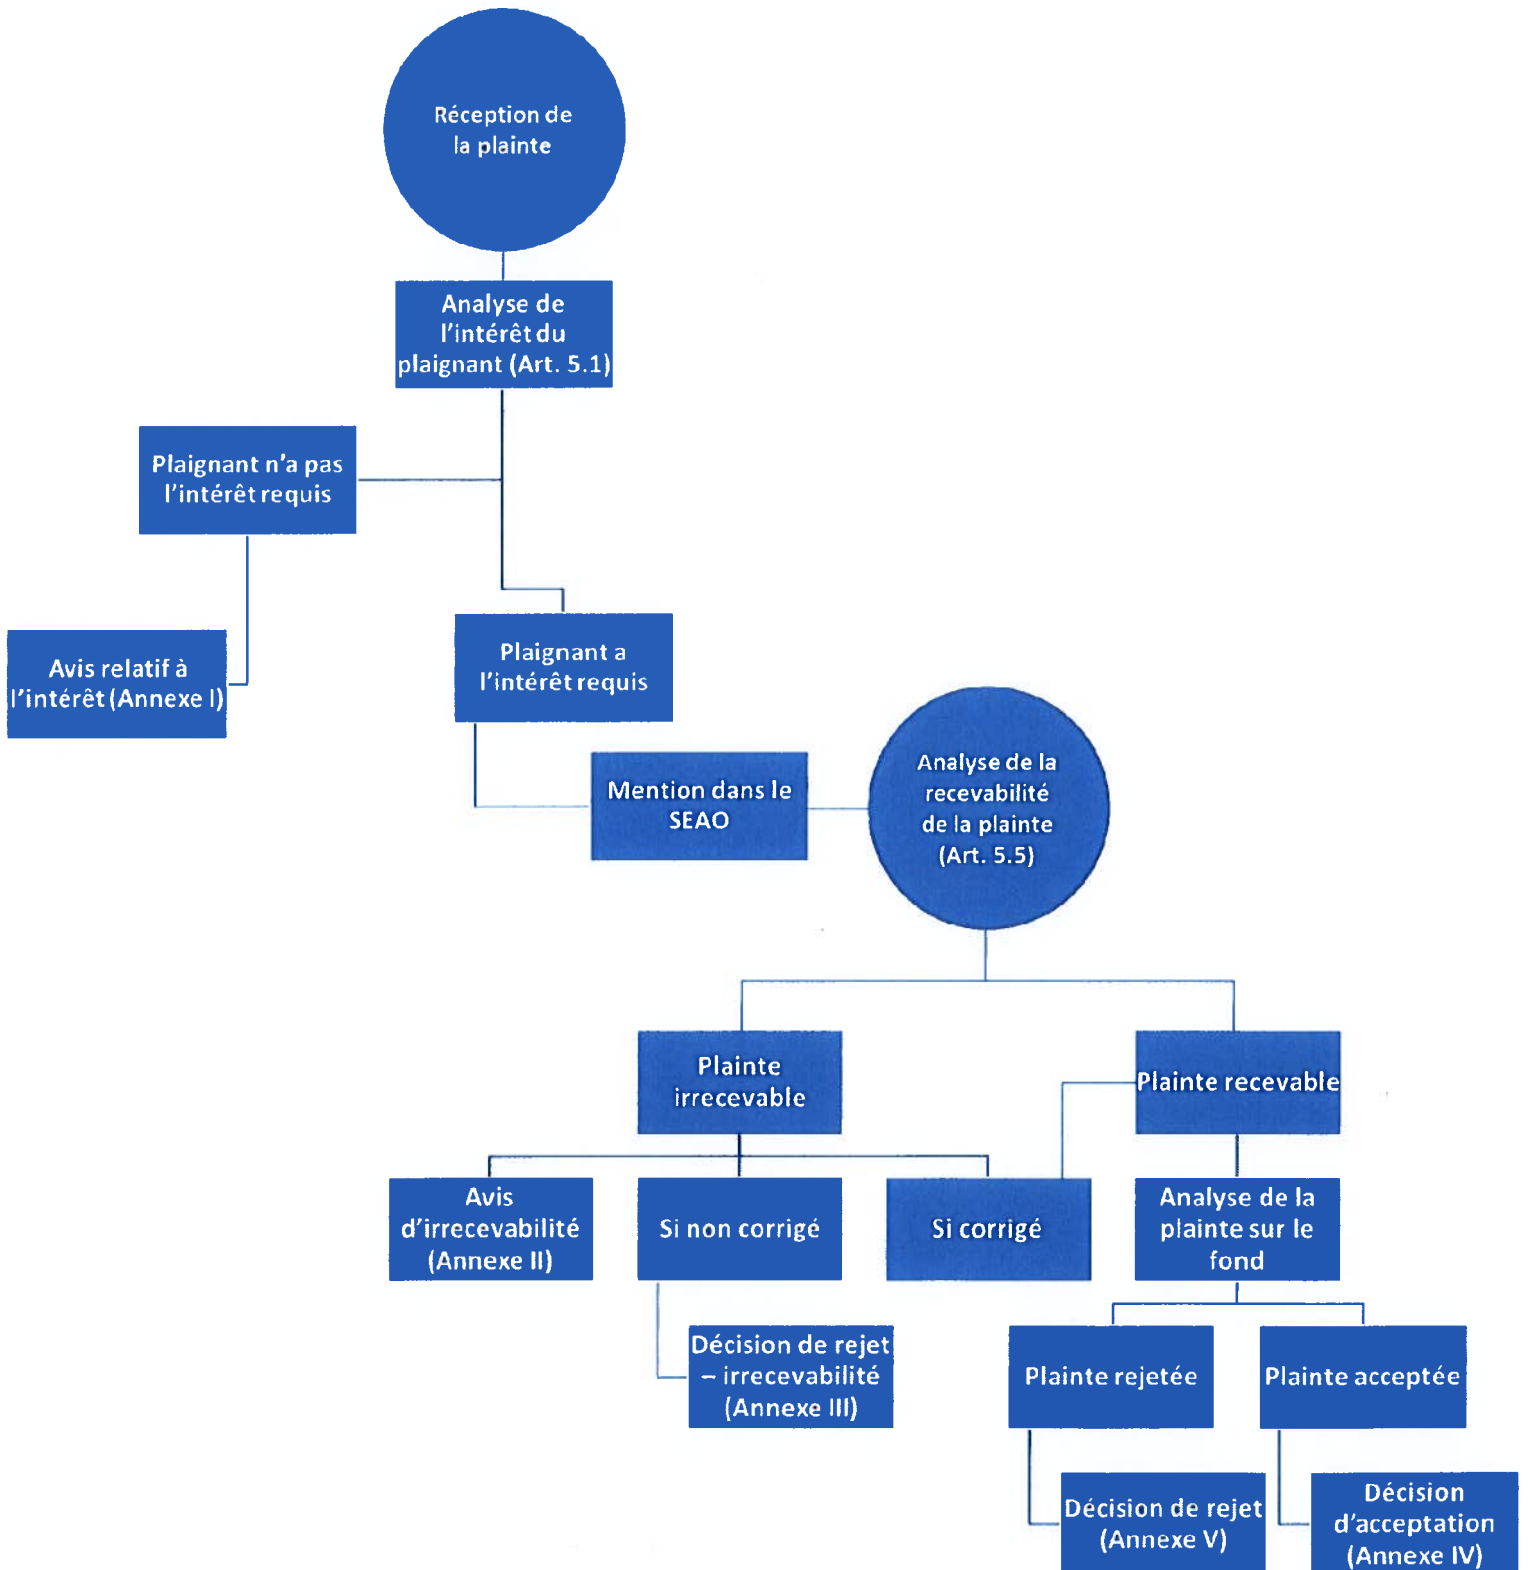 Réception de
la plainte
Analyse de
l'intérêt du
plaignant (Art. 5.1)
Plaignant n'a pas
l'intérêt requis
Avis relatif à
l'intérêt (Annexe I)
Plaignant a
l'intérêt requis
Mention dans le
SEAO
Analyse de la
recevabilité
de la plainte
(Art. 5.5)
Plainte
irrecevable
Plainte recevable
Avis
d'irrecevabilité
(Annexe II)
Si non corrigé
Si corrigé
Analyse de la
plainte sur le
fond
Décision de rejet
– irrecevabilité
(Annexe III)
Plainte rejetée
Plainte acceptée
Décision de rejet
(Annexe V)
Décision
d'acceptation
(Annexe IV)